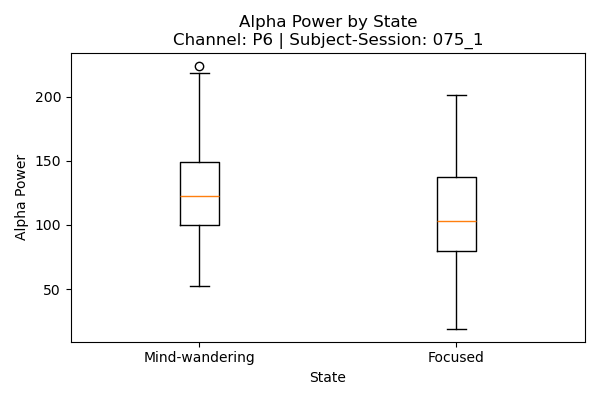 Alpha Power by State
Channel: P6 | Subject-Session: 075_1
Alpha Power
200
150
100
50
Mind-wandering
Focused
State